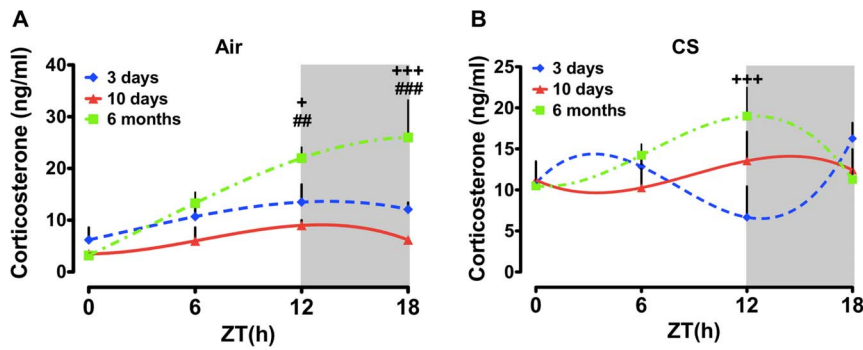 A
Air
Corticosterone (ng/ml)
40
30
20
10
0
3 days
10 days
6 months
+
##
+++
###
0
6
12
18
ZT(h)
B
CS
Corticosterone (ng/ml)
25
20
15
10
5
0
3 days
10 days
6 months
+++
0
6
12
18
ZT(h)